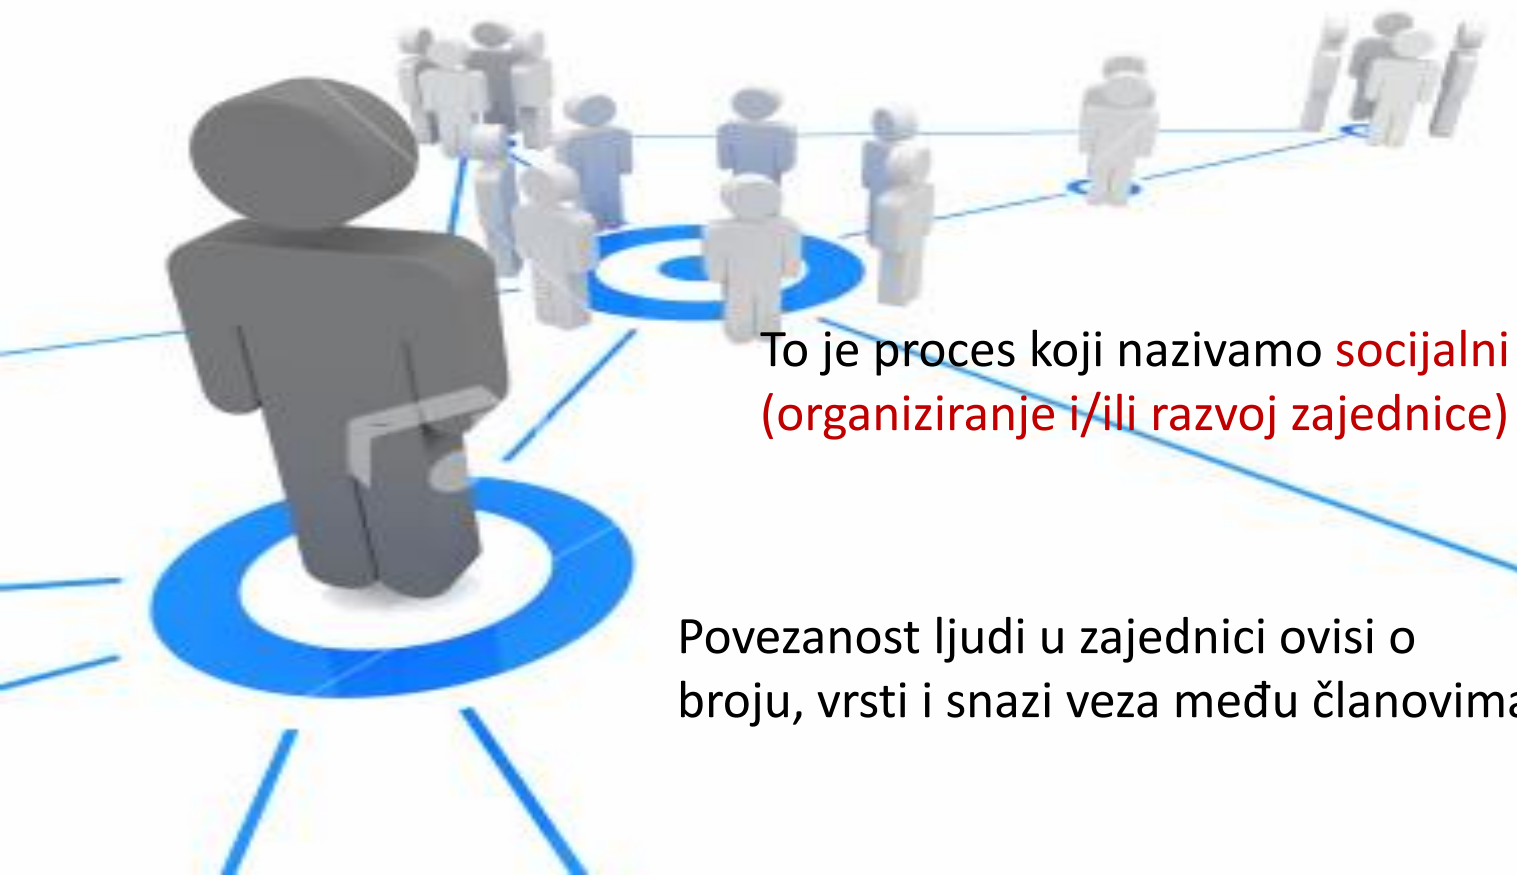 To je proces koji nazivamo socijalni
(organiziranje i/ili razvoj zajednice)
Povezanost ljudi u zajednici ovisi o
broju, vrsti i snazi veza među članovima